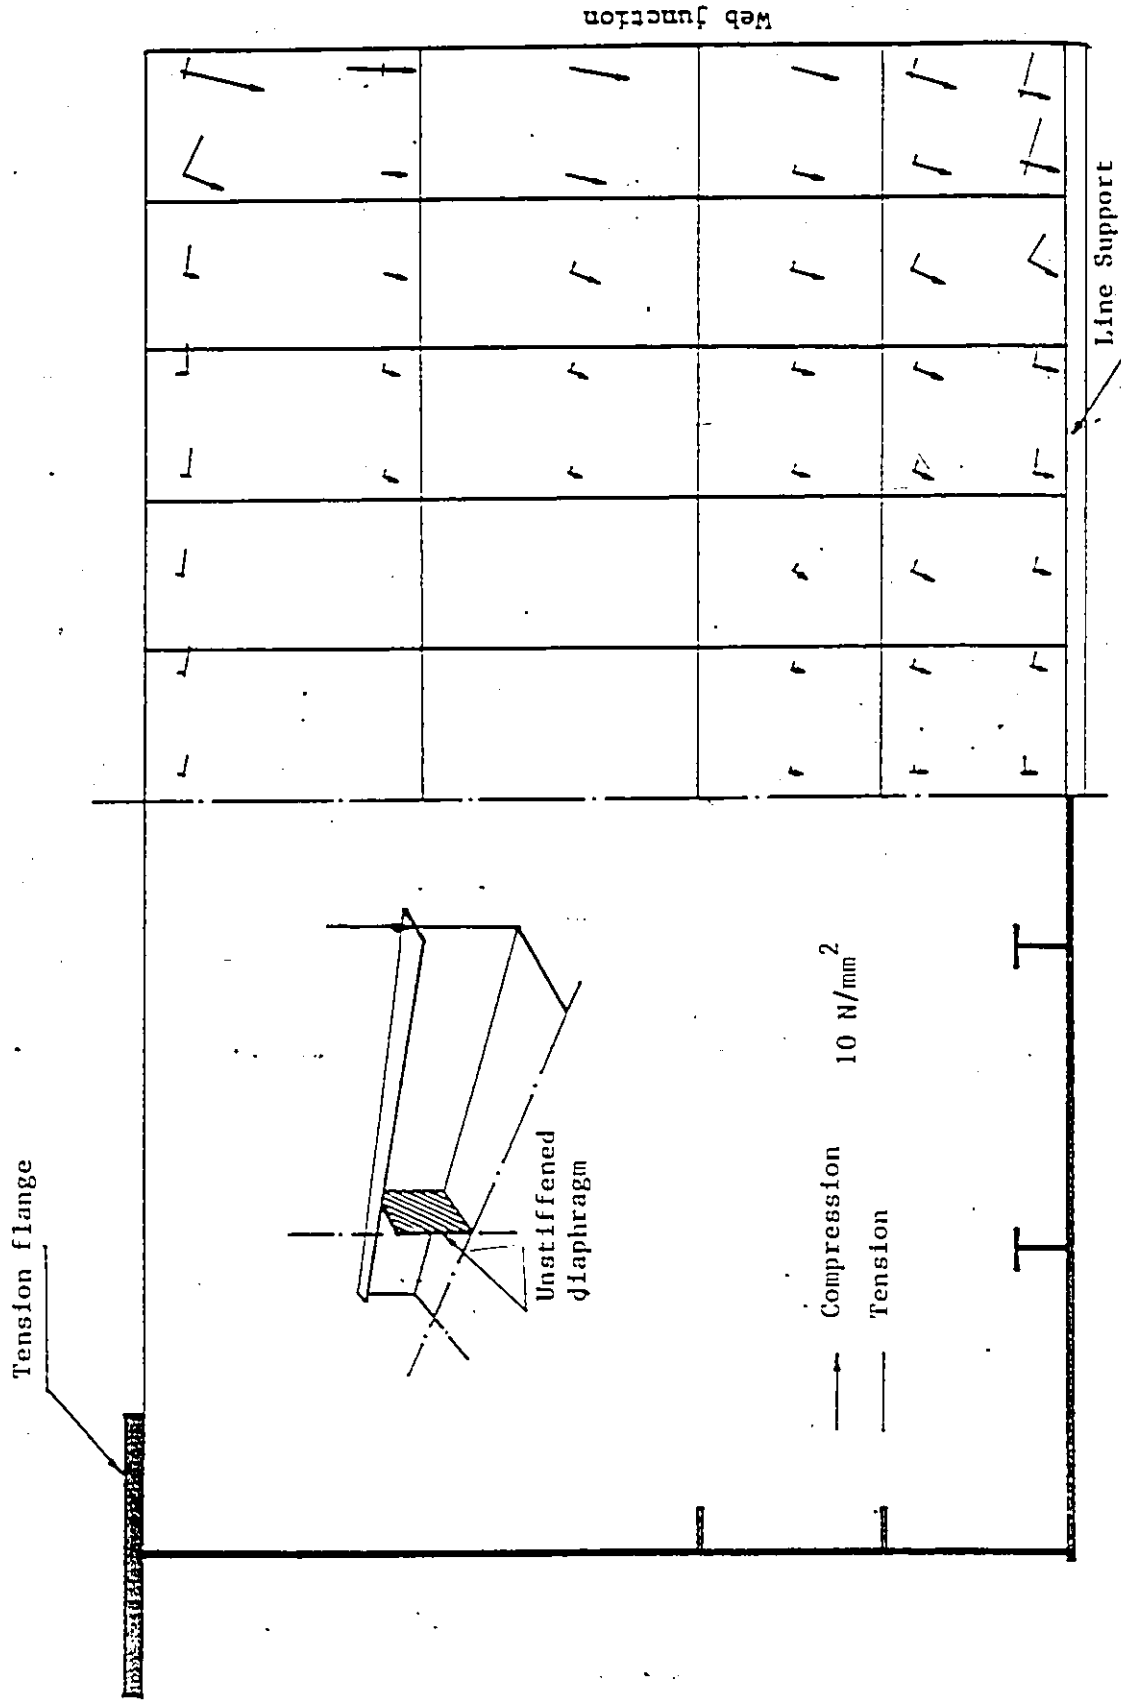 Web junction
Tension flange
Line Support
Unstiffened
diaphragm
Compression
10 N/mm²
Tension